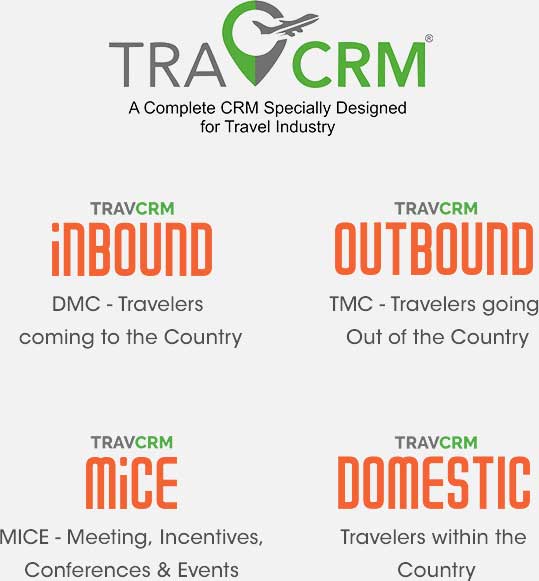 TRAVCRM®
A Complete CRM Specially Designed
for Travel Industry
TRAVCRM
iNBOUND
DMC - Travelers
coming to the Country
TRAVCRM
OUTBOUND
TMC - Travelers going
Out of the Country
TRAVCRM
MiCE
MICE - Meeting, Incentives,
Conferences & Events
TRAVCRM
DOMESTIC
Travelers within the
Country